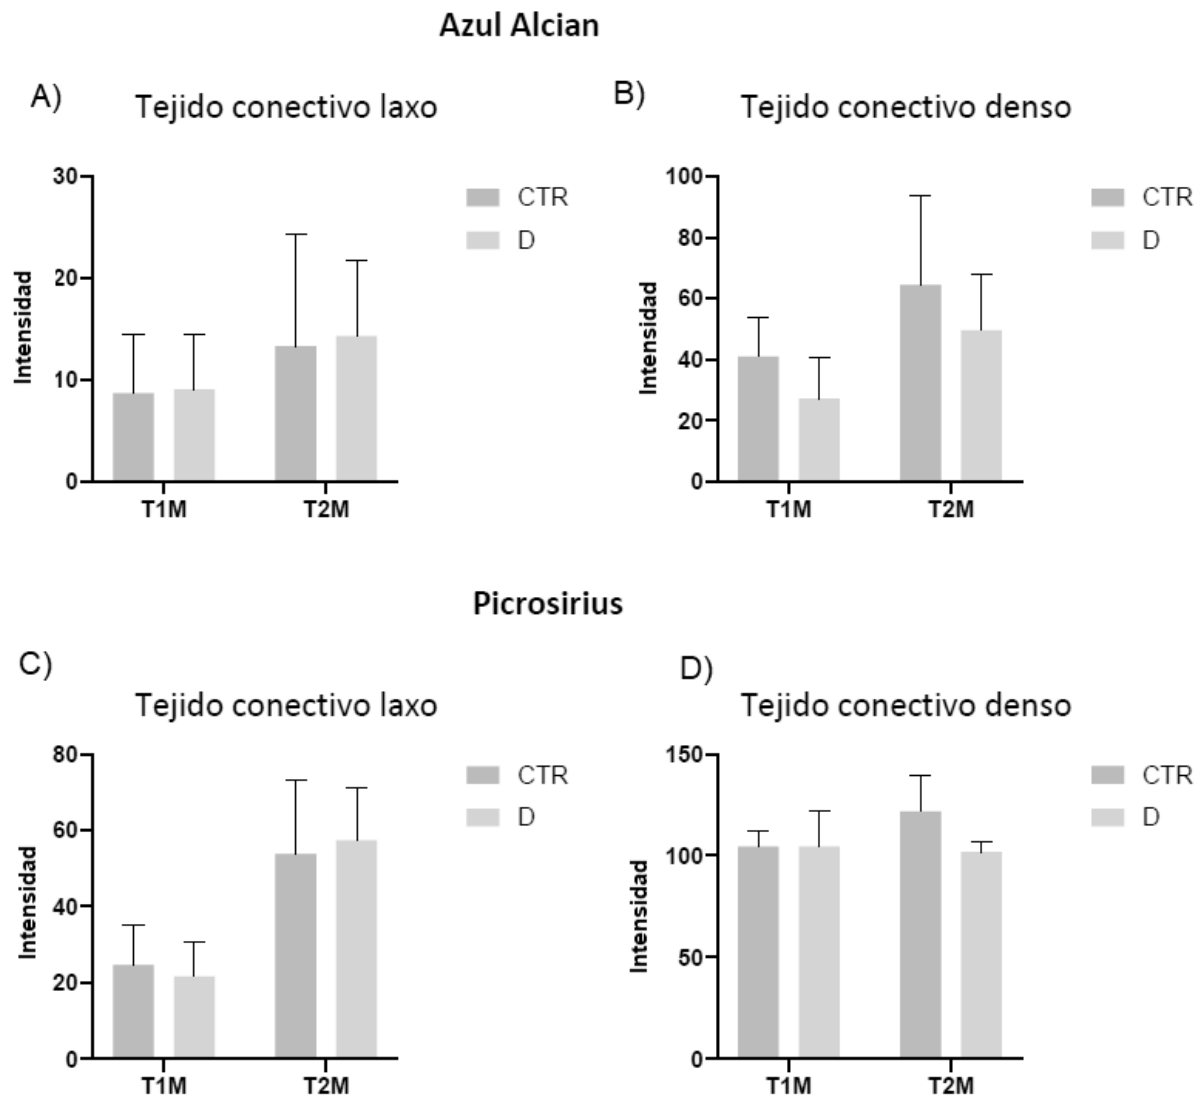 Azul Alcian
A)
Tejido conectivo laxo
30
20
10
0
Intensidad
T1M
T2M
CTR
D
B)
Tejido conectivo denso
100
80
60
40
20
0
Intensidad
T1M
T2M
CTR
D
Picrosirius
C)
Tejido conectivo laxo
80
60
40
20
0
Intensidad
T1M
T2M
CTR
D
D)
Tejido conectivo denso
150
100
50
0
Intensidad
T1M
T2M
CTR
D